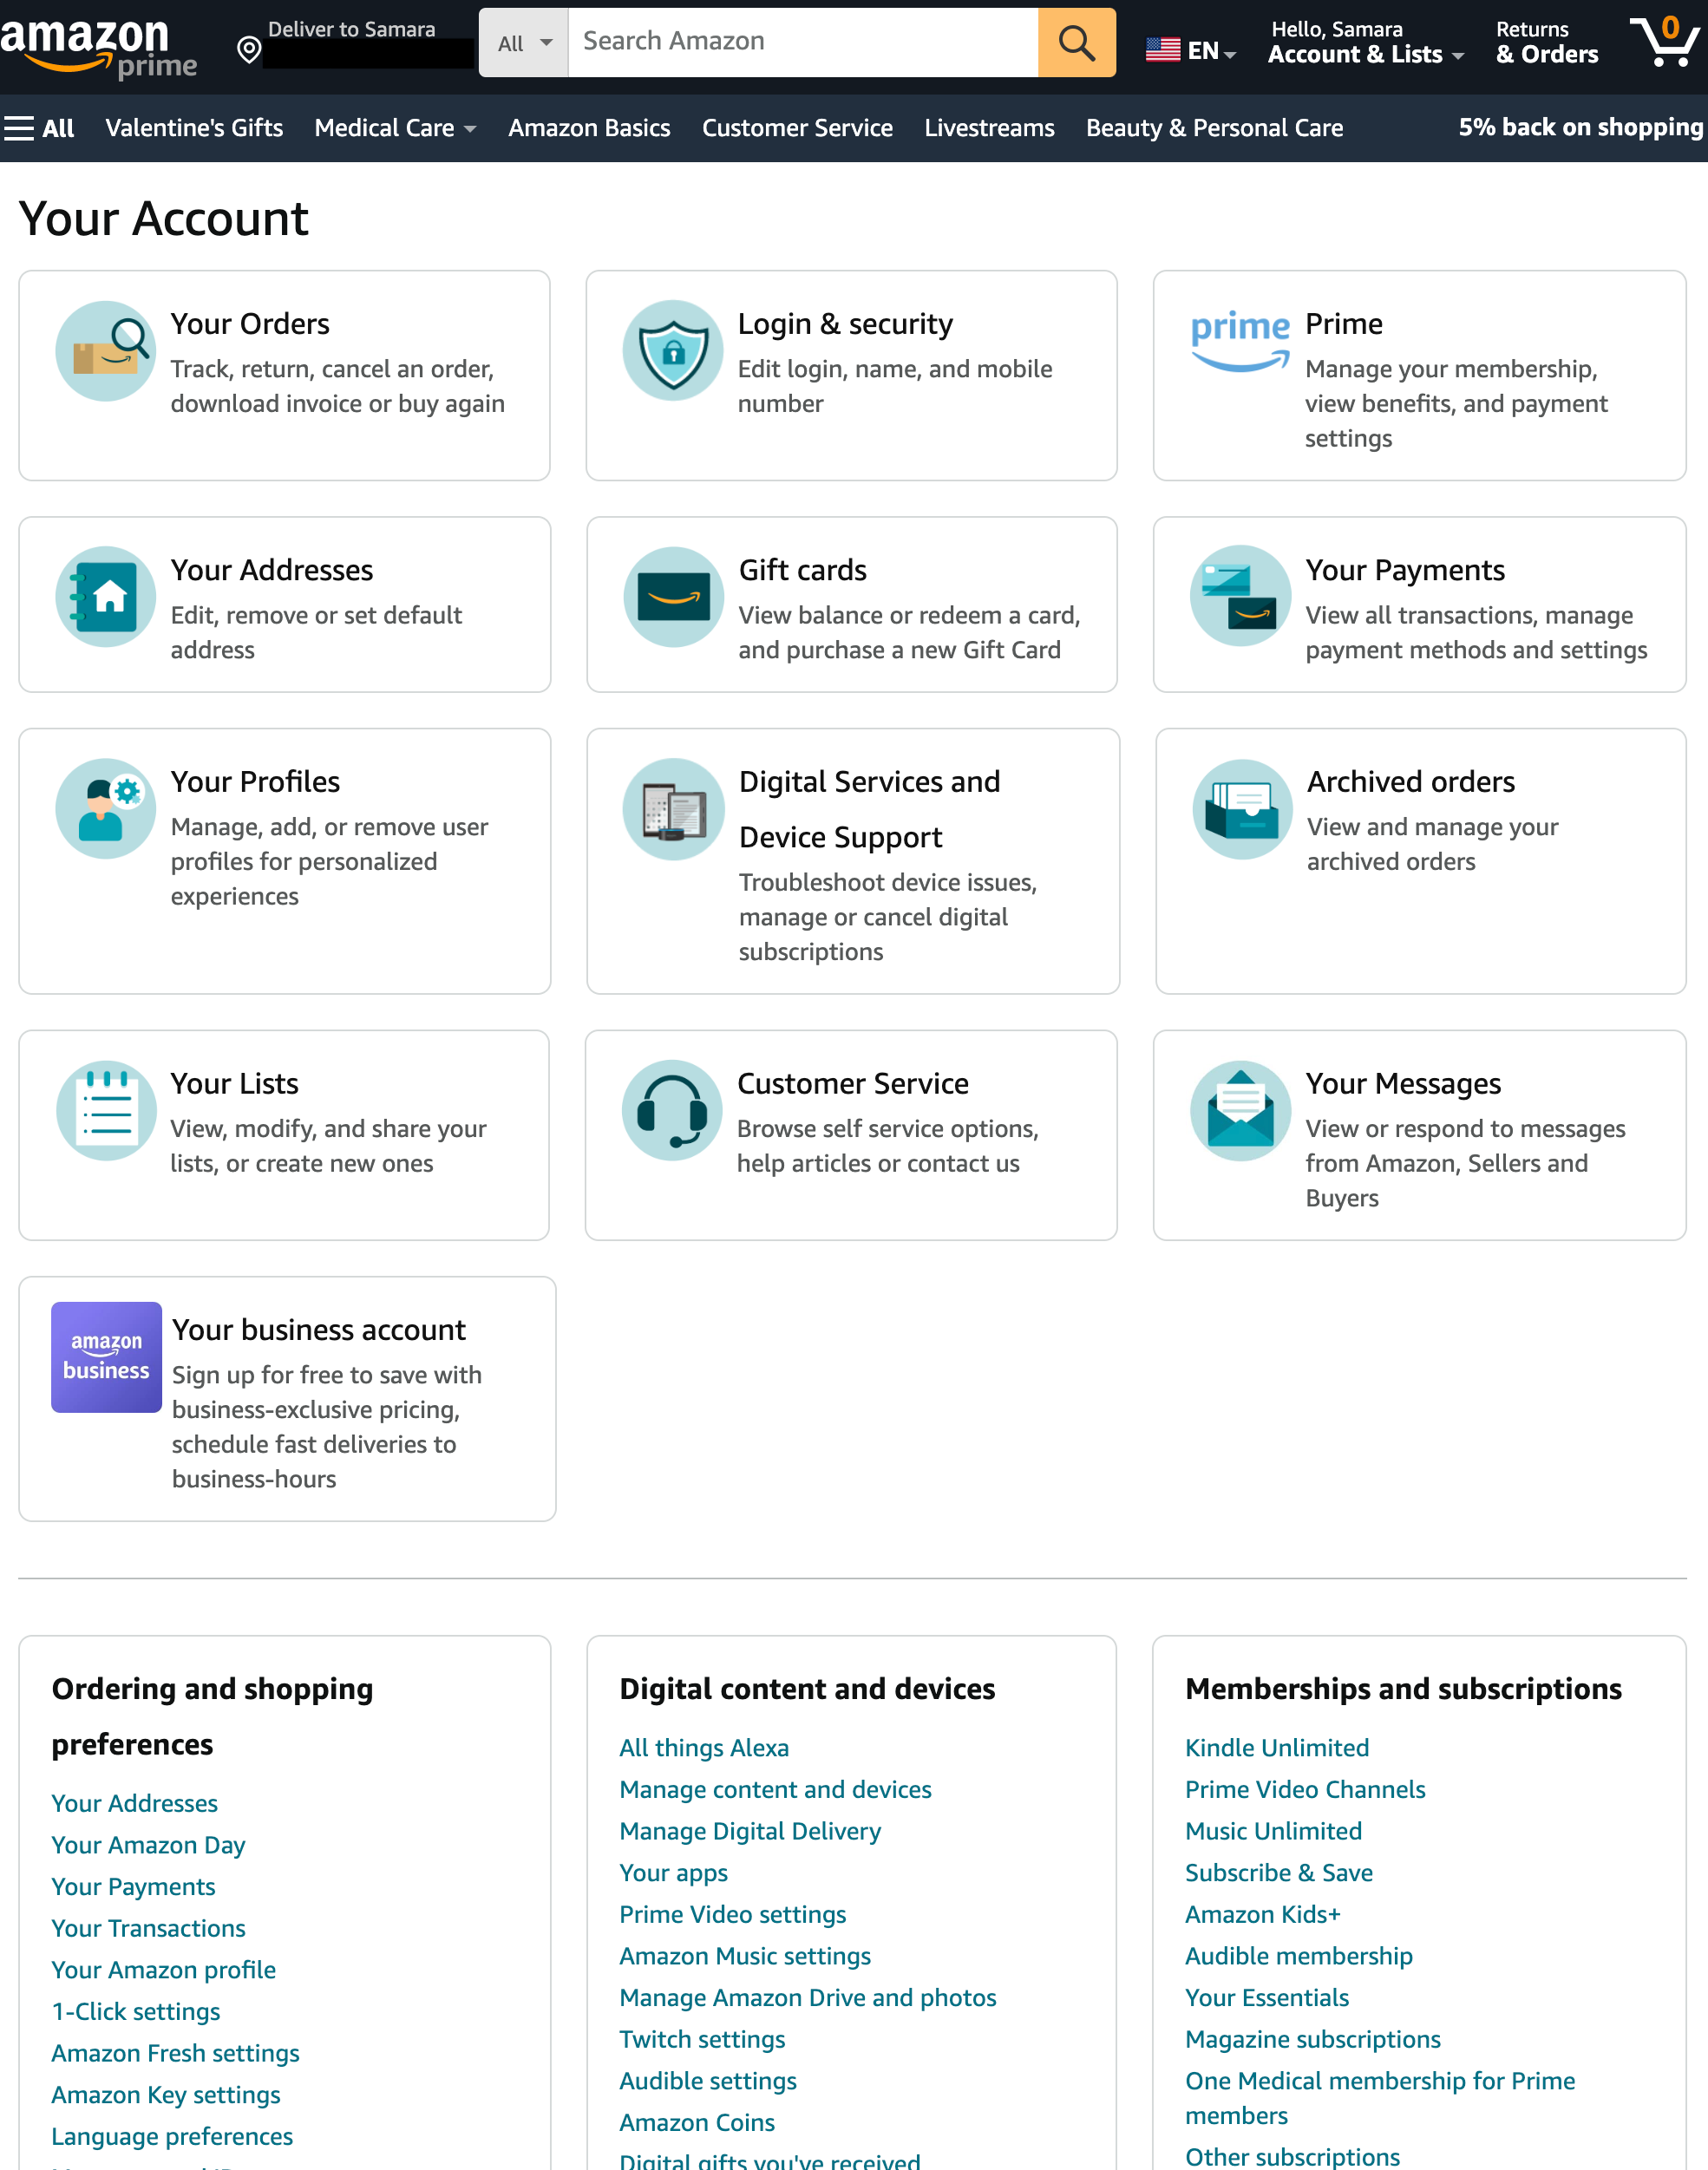 amazon
prime
Deliver to Samara
All
Search Amazon
EN
Hello, Samara
Account & Lists
Returns
& Orders
0
All
Valentine's Gifts
Medical Care
Amazon Basics
Customer Service
Livestreams
Beauty & Personal Care
5% back on shopping
Your Account
Your Orders
Track, return, cancel an order,
download invoice or buy again
Login & security
Edit login, name, and mobile
number
prime
Prime
Manage your membership,
view benefits, and payment
settings
Your Addresses
Edit, remove or set default
address
Gift cards
View balance or redeem a card,
and purchase a new Gift Card
Your Payments
View all transactions, manage
payment methods and settings
Your Profiles
Manage, add, or remove user
profiles for personalized
experiences
Digital Services and
Device Support
Troubleshoot device issues,
manage or cancel digital
subscriptions
Archived orders
View and manage your
archived orders
Your Lists
View, modify, and share your
lists, or create new ones
Customer Service
Browse self service options,
help articles or contact us
Your Messages
View or respond to messages
from Amazon, Sellers and
Buyers
amazon
business
Your business account
Sign up for free to save with
business-exclusive pricing,
schedule fast deliveries to
business-hours
Ordering and shopping
preferences
Your Addresses
Your Amazon Day
Your Payments
Your Transactions
Your Amazon profile
1-Click settings
Amazon Fresh settings
Amazon Key settings
Language preferences
Digital content and devices
All things Alexa
Manage content and devices
Manage Digital Delivery
Your apps
Prime Video settings
Amazon Music settings
Manage Amazon Drive and photos
Twitch settings
Audible settings
Amazon Coins
Digital gifts you've received
Memberships and subscriptions
Kindle Unlimited
Prime Video Channels
Music Unlimited
Subscribe & Save
Amazon Kids+
Audible membership
Your Essentials
Magazine subscriptions
One Medical membership for Prime
members
Other subscriptions